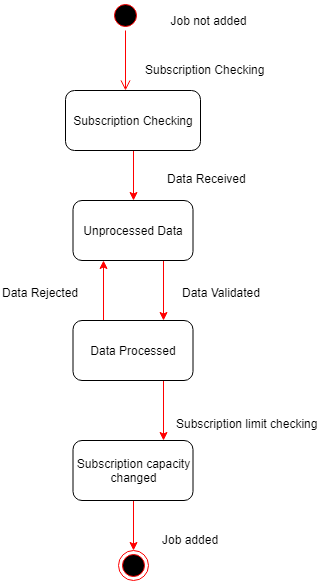 Job not added
Subscription Checking
Subscription Checking
Data Received
Unprocessed Data
Data Rejected
Data Validated
Data Processed
Subscription limit checking
Subscription capacity
changed
Job added